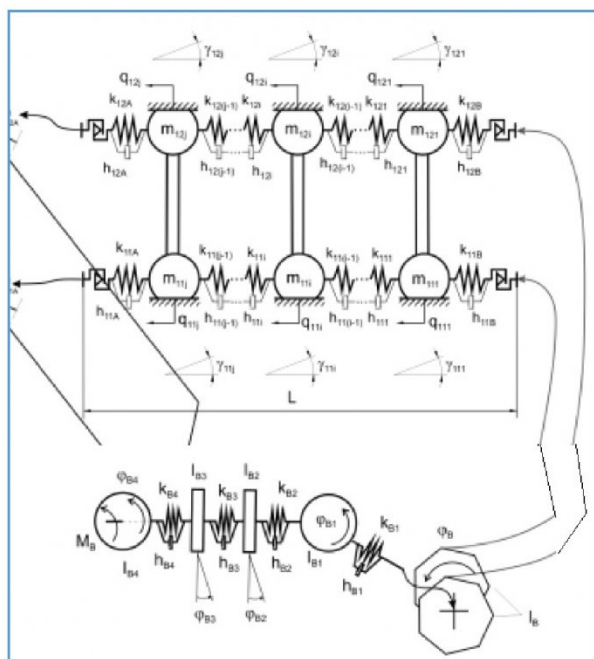 γ12j γ12i γ121
q12j q12i q121
k12A k12(j-1) k12i k12(i-1) k121 k12B
m12j m12i m121
h12A h12(j-1) h12i h12(i-1) h121 h12B
k11A k11(j-1) k11i k11(i-1) k111 k11B
m11j m11i m111
h11A q11j h11(j-1) h11i q11i h11(i-1) h111 q111 h11B
γ11j γ11i γ111
L
φB4 IB3 IB2
kB4 kB3 kB2
φB1 kB1 φB
MB
IB4 hB4 hB3 hB2 IB1
hB1
φB3 φB2
IB